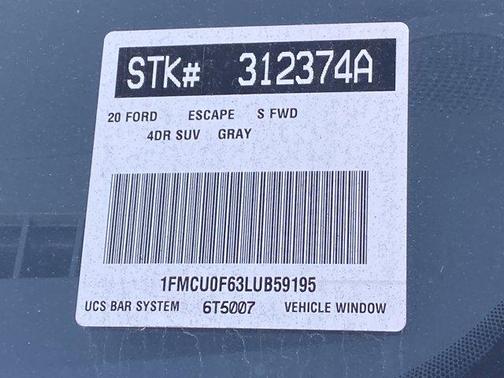 STK# 312374A
20 FORD ESCAPE S FWD
4DR SUV GRAY
1FMCU0F63LUB59195
UCS BAR SYSTEM 6T5007 VEHICLE WINDOW